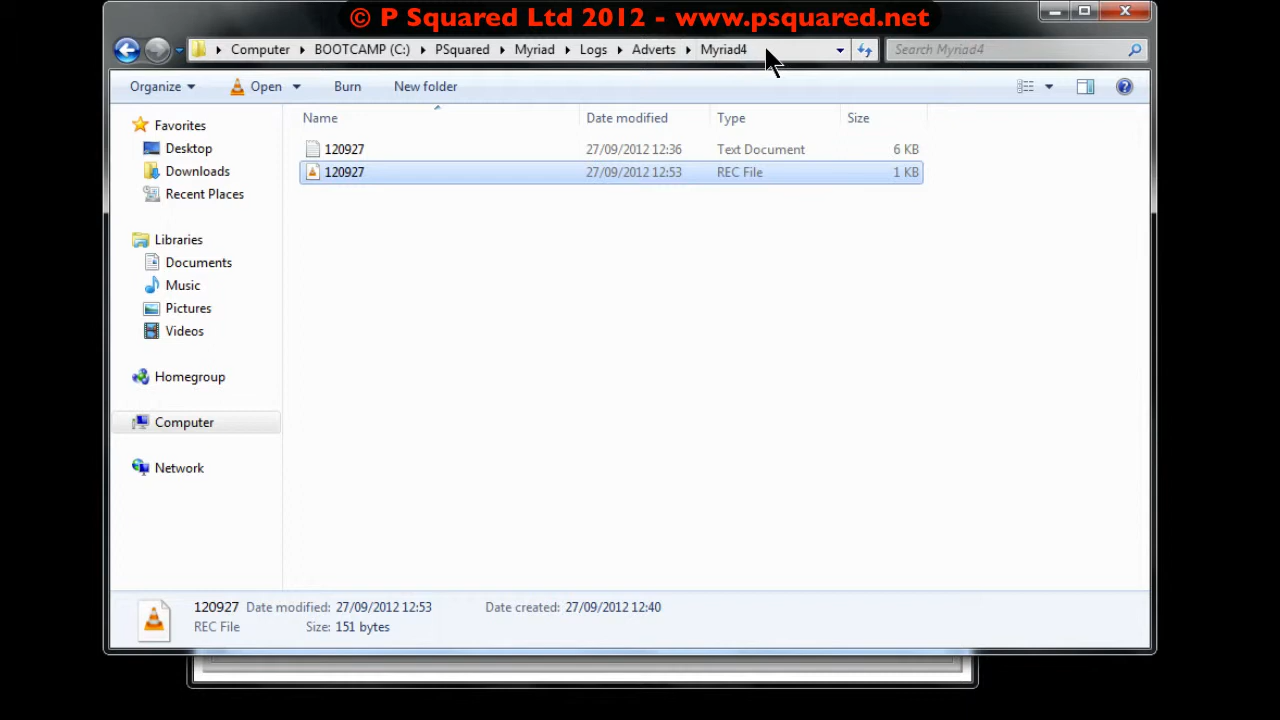 © P Squared Ltd 2012 - www.psquared.net
Computer BOOTCAMP (C:) PSquared Myriad Logs Adverts Myriad4 Search Myriad4
Organize Open Burn New folder
Name Date modified Type Size
120927 27/09/2012 12:36 Text Document 6 KB
120927 27/09/2012 12:53 REC File 1 KB
Favorites
Desktop
Downloads
Recent Places
Libraries
Documents
Music
Pictures
Videos
Homegroup
Computer
Network
120927 Date modified: 27/09/2012 12:53 Date created: 27/09/2012 12:40
REC File Size: 151 bytes